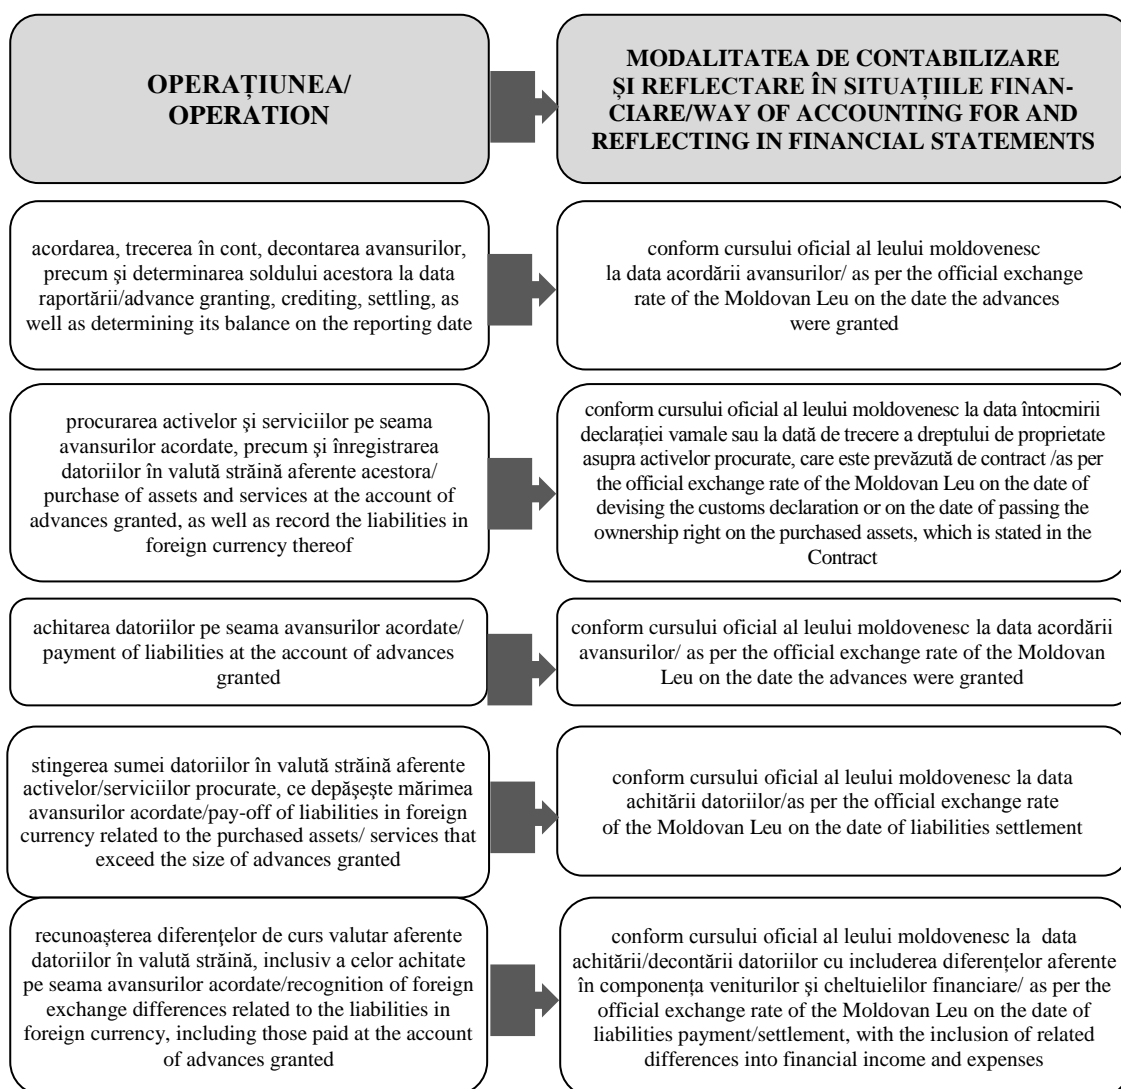 OPERAȚIUNEA/
OPERATION
MODALITATEA DE CONTABILIZARE
ȘI REFLECTARE ÎN SITUAȚIILE FINAN-
CIARE/WAY OF ACCOUNTING FOR AND
REFLECTING IN FINANCIAL STATEMENTS
acordarea, trecerea în cont, decontarea avansurilor,
precum şi determinarea soldului acestora la data
raportării/advance granting, crediting, settling, as
well as determining its balance on the reporting date
conform cursului oficial al leului moldovenesc
la data acordării avansurilor/ as per the official exchange
rate of the Moldovan Leu on the date the advances
were granted
procurarea activelor şi serviciilor pe seama
avansurilor acordate, precum și înregistrarea
datoriilor în valută străină aferente acestora/
purchase of assets and services at the account of
advances granted, as well as record the liabilities in
foreign currency thereof
conform cursului oficial al leului moldovenesc la data întocmirii
declarației vamale sau la dată de trecere a dreptului de proprietate
asupra activelor procurate, care este prevăzută de contract /as per
the official exchange rate of the Moldovan Leu on the date of
devising the customs declaration or on the date of passing the
ownership right on the purchased assets, which is stated in the
Contract
achitarea datoriilor pe seama avansurilor acordate/
payment of liabilities at the account of advances
granted
conform cursului oficial al leului moldovenesc la data acordării
avansurilor/ as per the official exchange rate of the Moldovan
Leu on the date the advances were granted
stingerea sumei datoriilor în valută străină aferente
activelor/serviciilor procurate, ce depăşeşte mărimea
avansurilor acordate/pay-off of liabilities in foreign
currency related to the purchased assets/ services that
exceed the size of advances granted
conform cursului oficial al leului moldovenesc la data
achitării datoriilor/as per the official exchange rate
of the Moldovan Leu on the date of liabilities settlement
recunoașterea diferenţelor de curs valutar aferente
datoriilor în valută străină, inclusiv a celor achitate
pe seama avansurilor acordate/recognition of foreign
exchange differences related to the liabilities in
foreign currency, including those paid at the account
of advances granted
conform cursului oficial al leului moldovenesc la data
achitării/decontării datoriilor cu includerea diferențelor aferente
în componența veniturilor și cheltuielilor financiare/ as per the
official exchange rate of the Moldovan Leu on the date of
liabilities payment/settlement, with the inclusion of related
differences into financial income and expenses